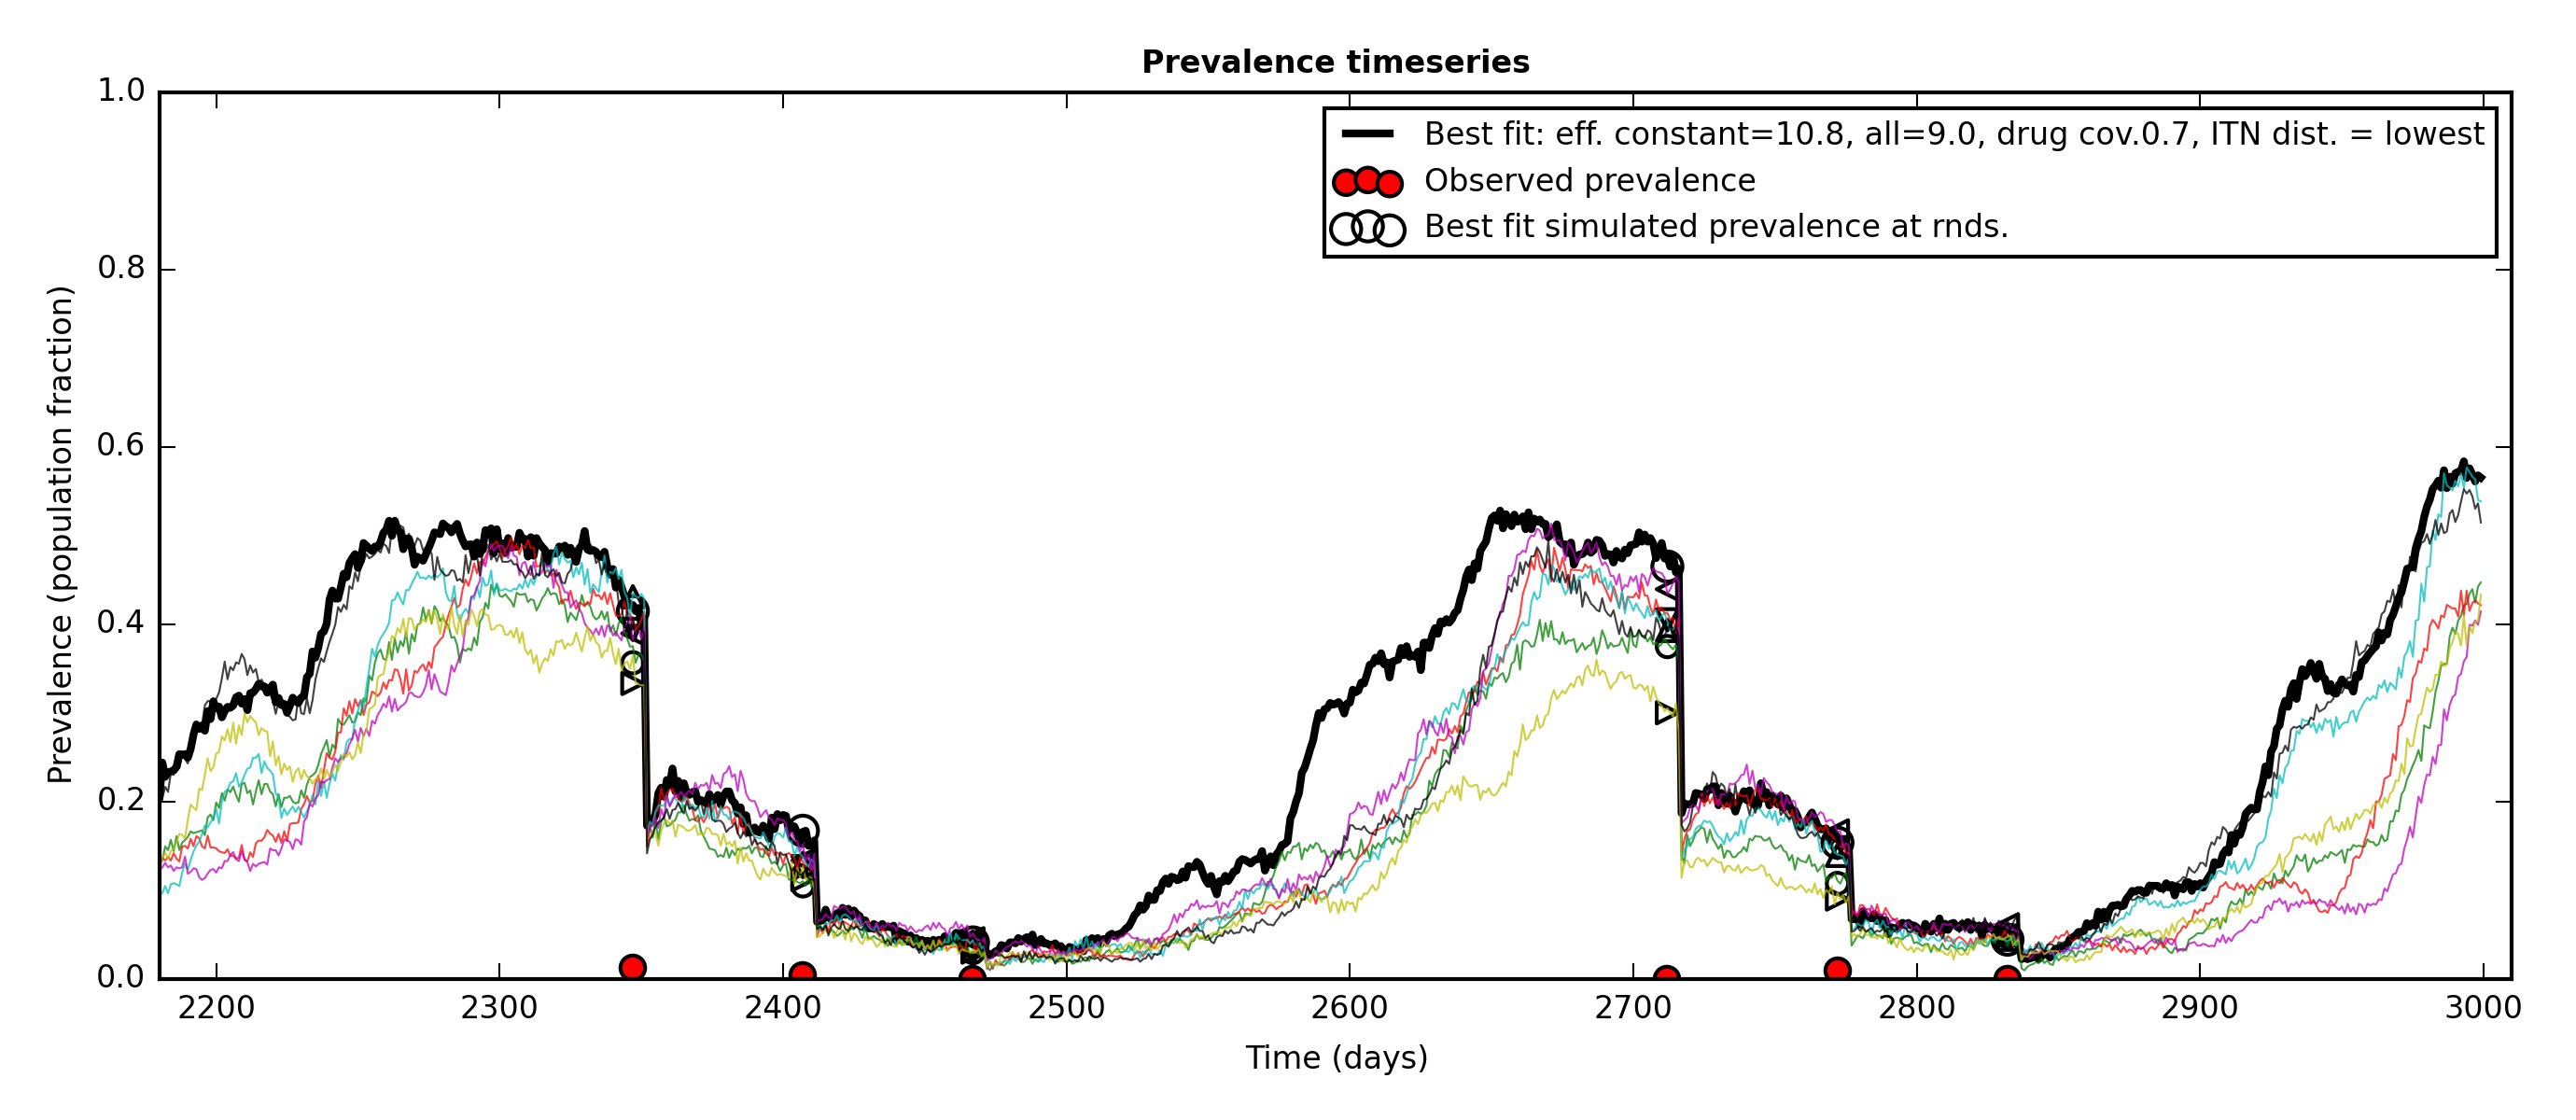 Prevalence timeseries
Best fit: eff. constant=10.8, all=9.0, drug cov.0.7, ITN dist. = lowest
Observed prevalence
Best fit simulated prevalence at rnds.
Prevalence (population fraction)
1.0
0.8
0.6
0.4
0.2
0.0
2200 2300 2400 2500 2600 2700 2800 2900 3000
Time (days)